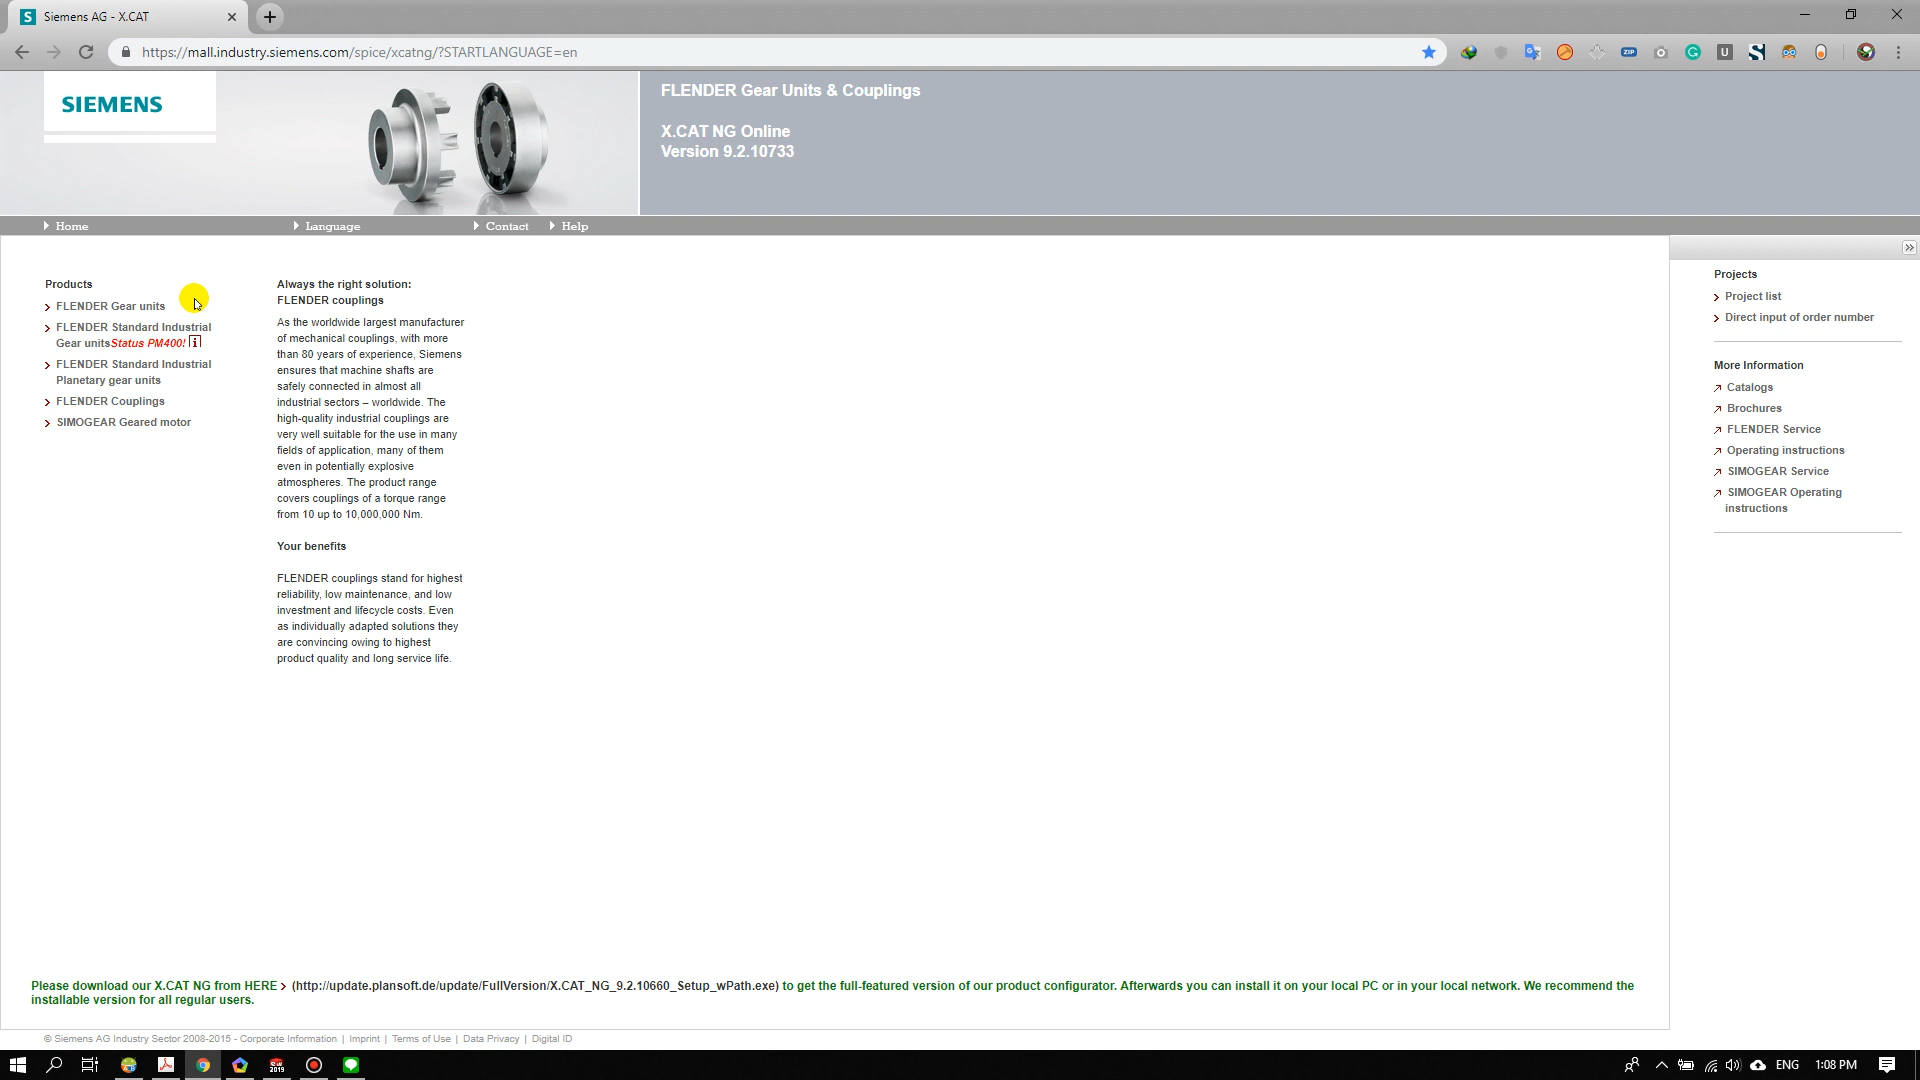 Siemens AG - X.CAT
https://mall.industry.siemens.com/spice/xcatng/?STARTLANGUAGE=en
SIEMENS
FLENDER Gear Units & Couplings
X.CAT NG Online
Version 9.2.10733
Home
Language
Contact
Help
Products
FLENDER Gear units
FLENDER Standard Industrial
Gear unitsStatus PM400!
FLENDER Standard Industrial
Planetary gear units
FLENDER Couplings
SIMOGEAR Geared motor
Always the right solution:
FLENDER couplings
As the worldwide largest manufacturer
of mechanical couplings, with more
than 80 years of experience, Siemens
ensures that machine shafts are
safely connected in almost all
industrial sectors – worldwide. The
high-quality industrial couplings are
very well suitable for the use in many
fields of application, many of them
even in potentially explosive
atmospheres. The product range
covers couplings of a torque range
from 10 up to 10,000,000 Nm.
Your benefits
FLENDER couplings stand for highest
reliability, low maintenance, and low
investment and lifecycle costs. Even
as individually adapted solutions they
are convincing owing to highest
product quality and long service life.
Projects
Project list
Direct input of order number
More Information
Catalogs
Brochures
FLENDER Service
Operating instructions
SIMOGEAR Service
SIMOGEAR Operating
instructions
Please download our X.CAT NG from HERE > (http://update.plansoft.de/update/FullVersion/X.CAT_NG_9.2.10660_Setup_wPath.exe) to get the full-featured version of our product configurator. Afterwards you can install it on your local PC or in your local network. We recommend the
installable version for all regular users.
© Siemens AG Industry Sector 2008-2015 - Corporate Information | Imprint | Terms of Use | Data Privacy | Digital ID
ENG
1:08 PM